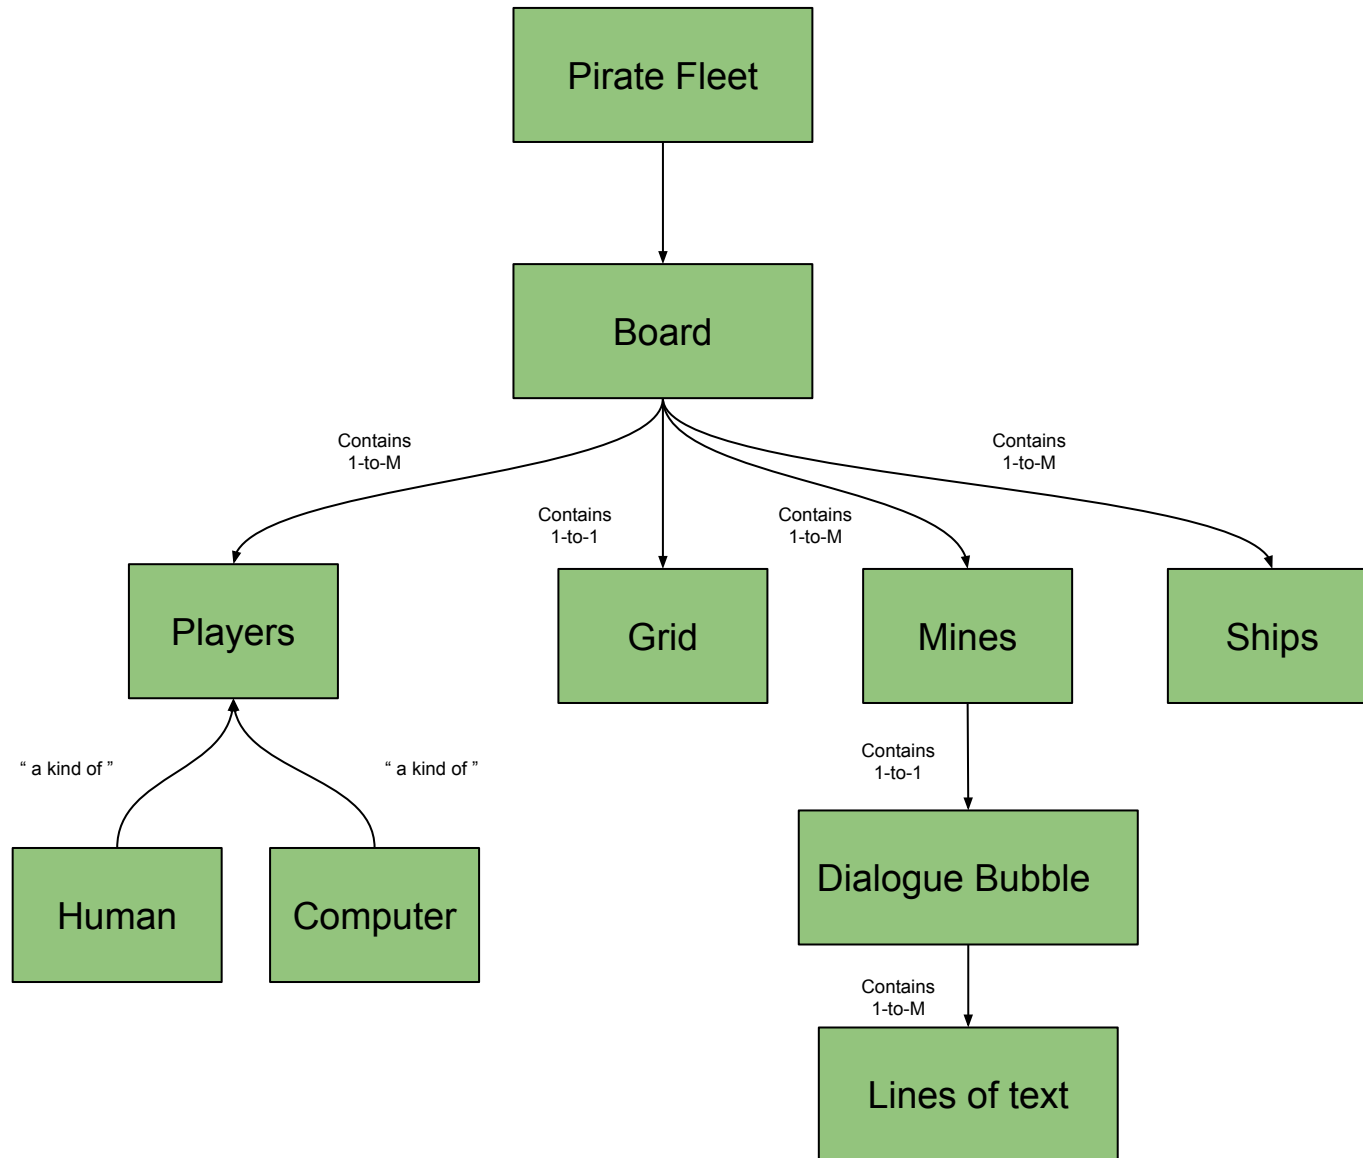 Pirate Fleet
Board
Contains
1-to-M
Contains
1-to-1
Contains
1-to-M
Contains
1-to-M
Players
Grid
Mines
Ships
“ a kind of ”
“ a kind of ”
Contains
1-to-1
Human
Computer
Dialogue Bubble
Contains
1-to-M
Lines of text